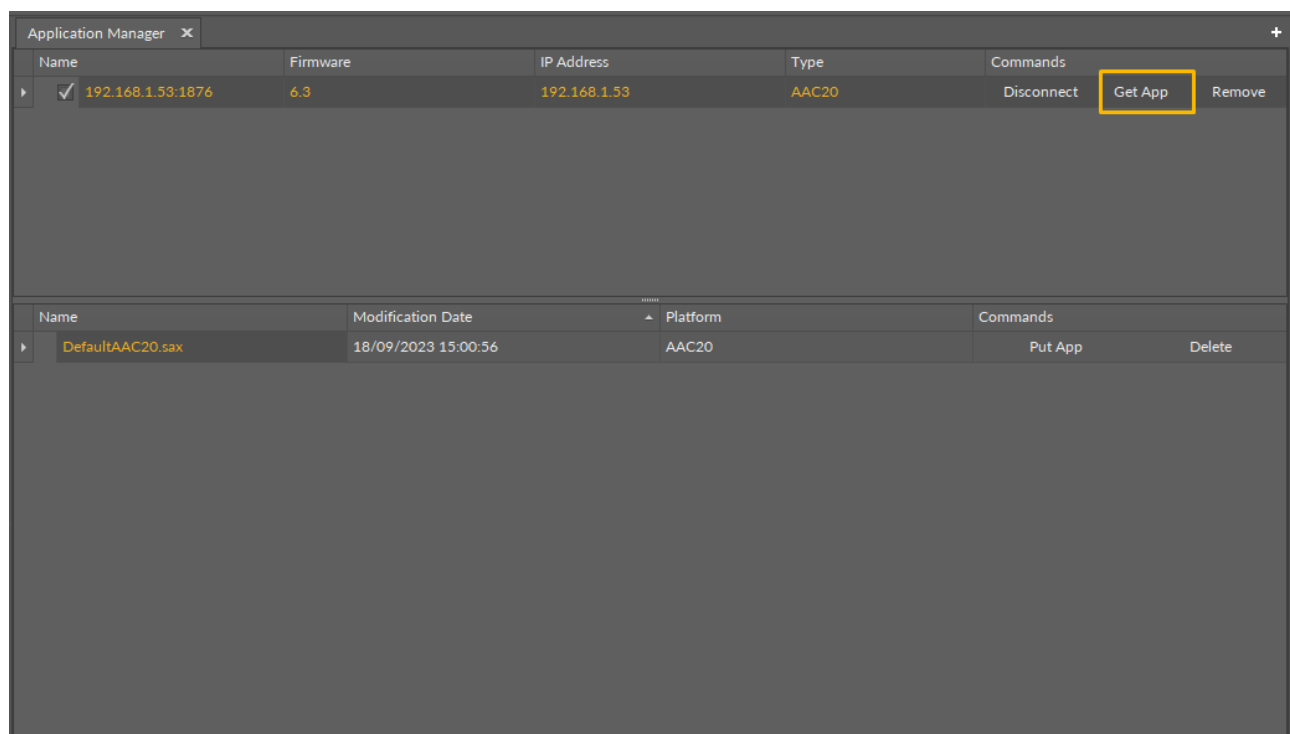 Application Manager
Name Firmware IP Address Type Commands
192.168.1.53:1876 6.3 192.168.1.53 AAC20 Disconnect Get App Remove
Name Modification Date Platform Commands
DefaultAAC20.sax 18/09/2023 15:00:56 AAC20 Put App Delete